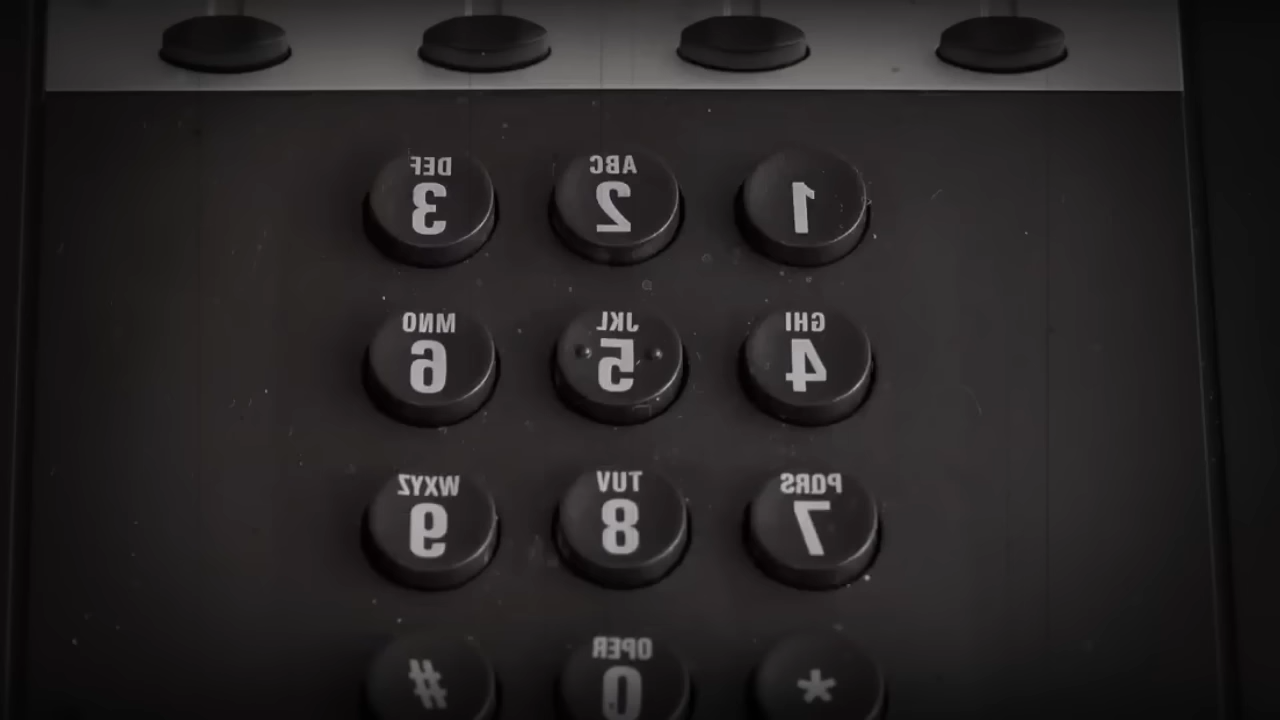 DEF ABC
3 2 1
MNO JKL GHI
6 5 4
WXYZ TUV PQRS
9 8 7
OPER
# 0 *